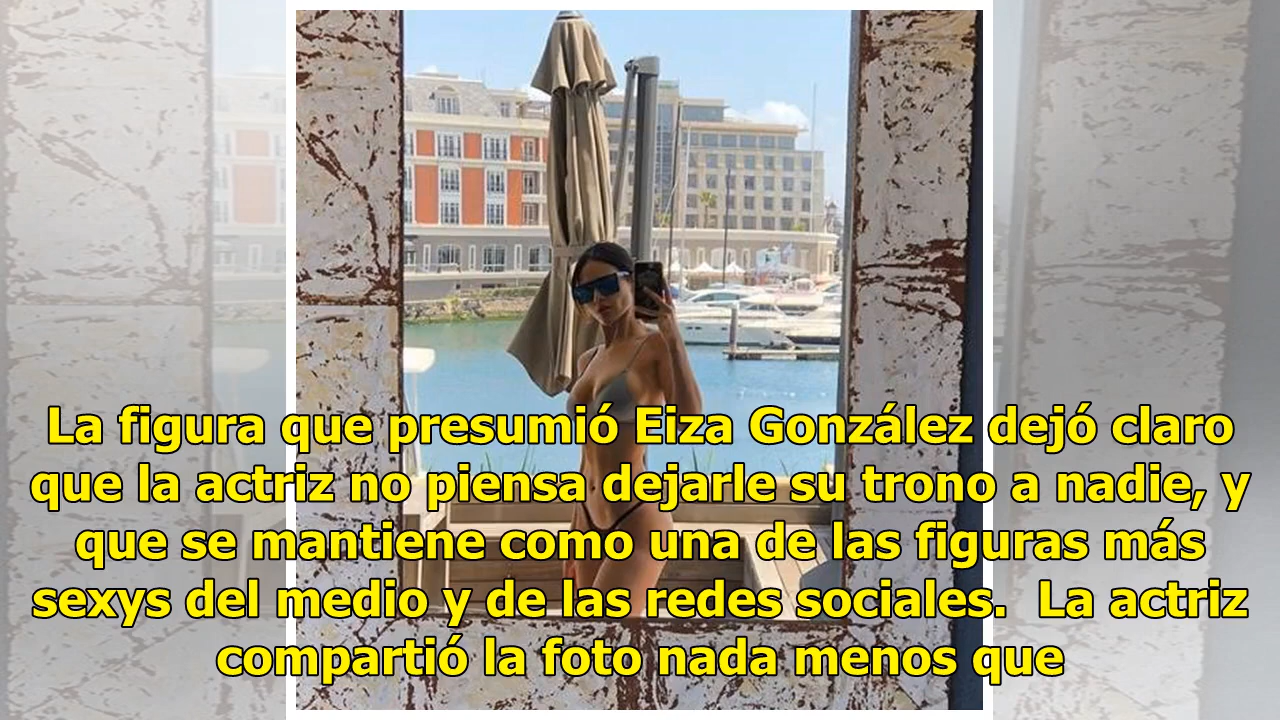 La figura que presumió Eiza González dejó claro
que la actriz no piensa dejarle su trono a nadie, y
que se mantiene como una de las figuras más
sexys del medio y de las redes sociales.  La actriz
compartió la foto nada menos que